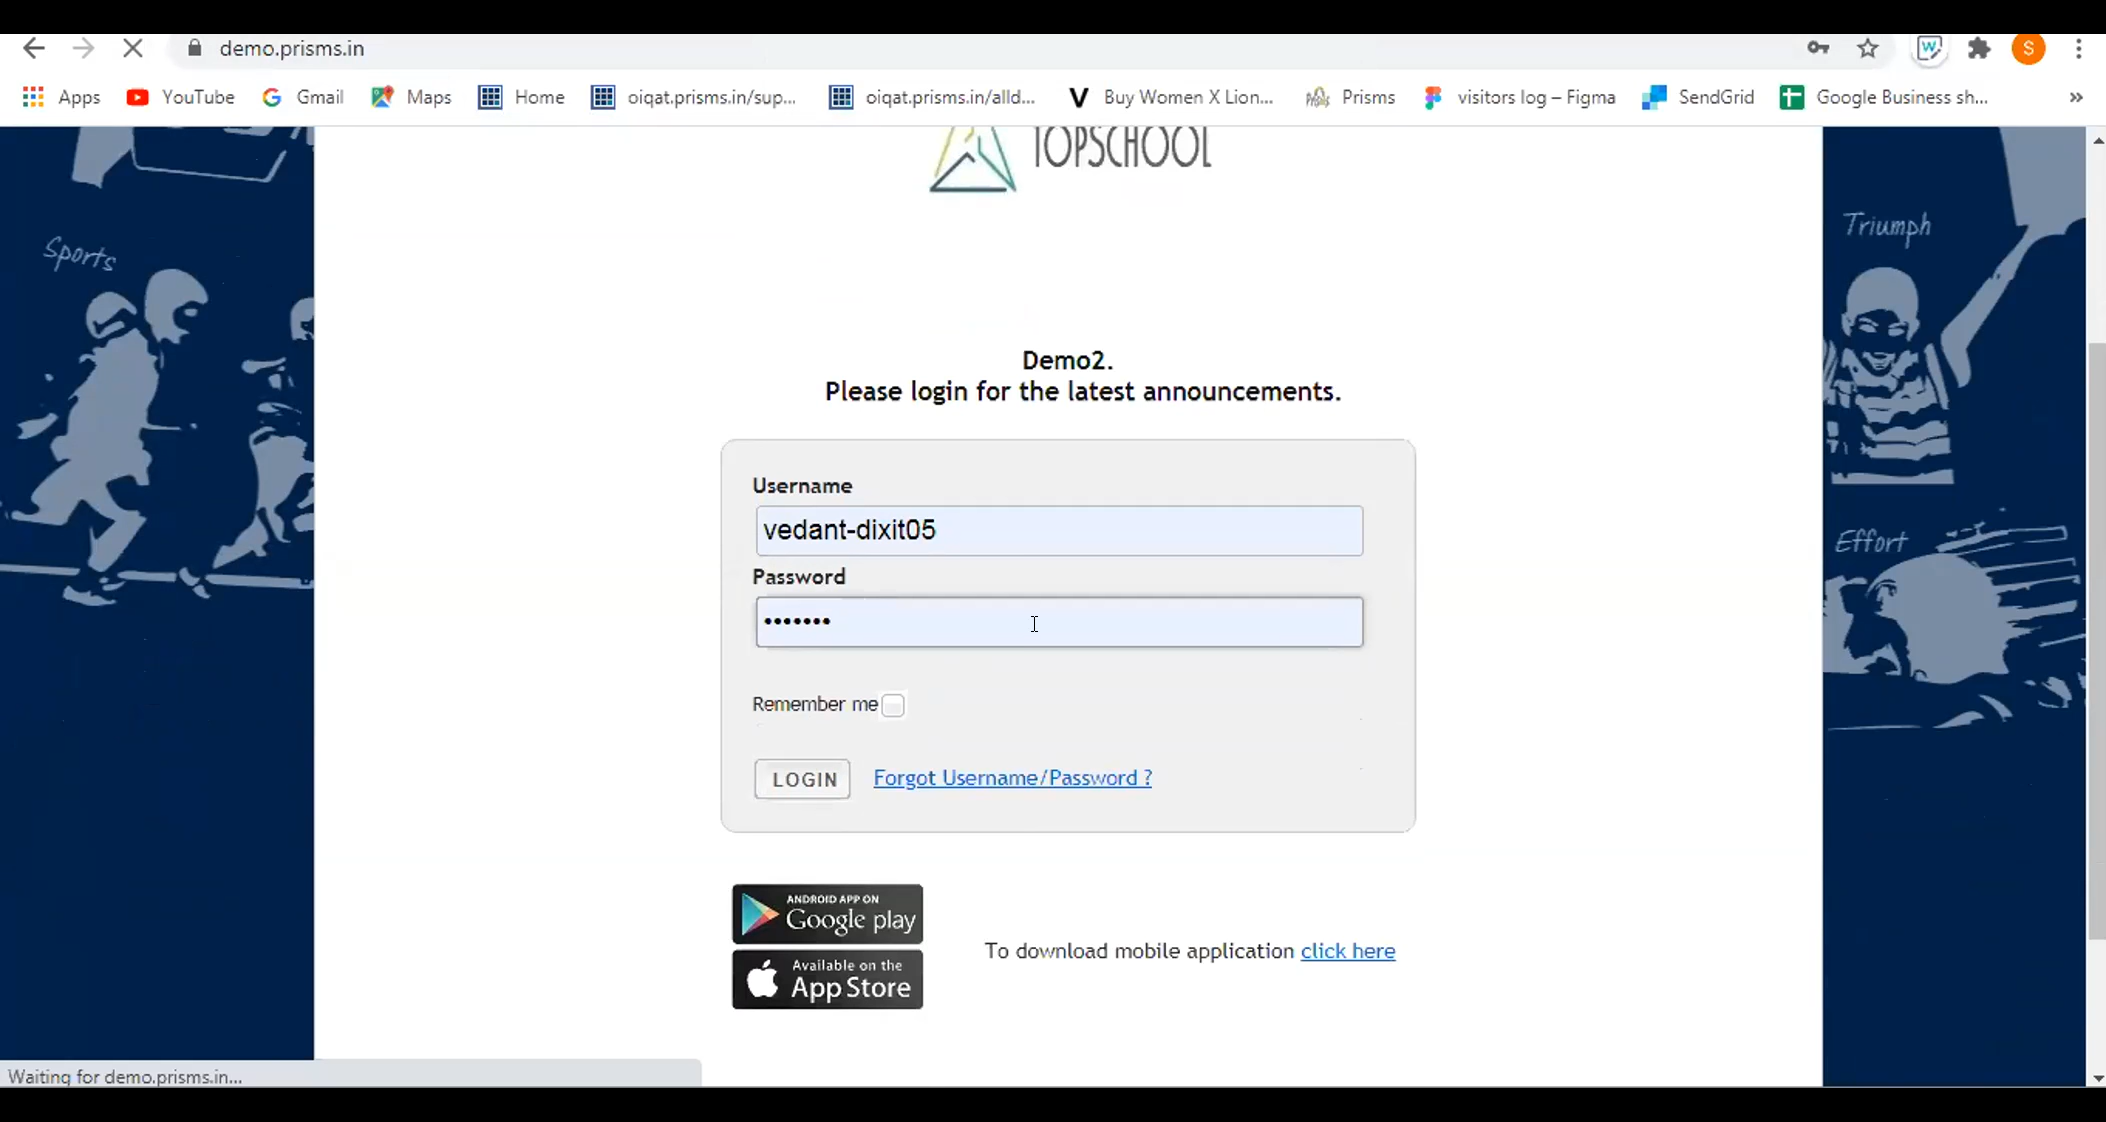 demo.prisms.in
S
Apps YouTube Gmail Maps Home oiqat.prisms.in/sup... oiqat.prisms.in/alld... Buy Women X Lion... Prisms visitors log – Figma SendGrid Google Business sh... »
TOPSCHOOL
Sports
Triumph
Demo2.
Please login for the latest announcements.
Username
vedant-dixit05
Effort
Password
•••••••
Remember me
LOGIN Forgot Username/Password ?
ANDROID APP ON
Google play
To download mobile application click here
Available on the
App Store
Waiting for demo.prisms.in...